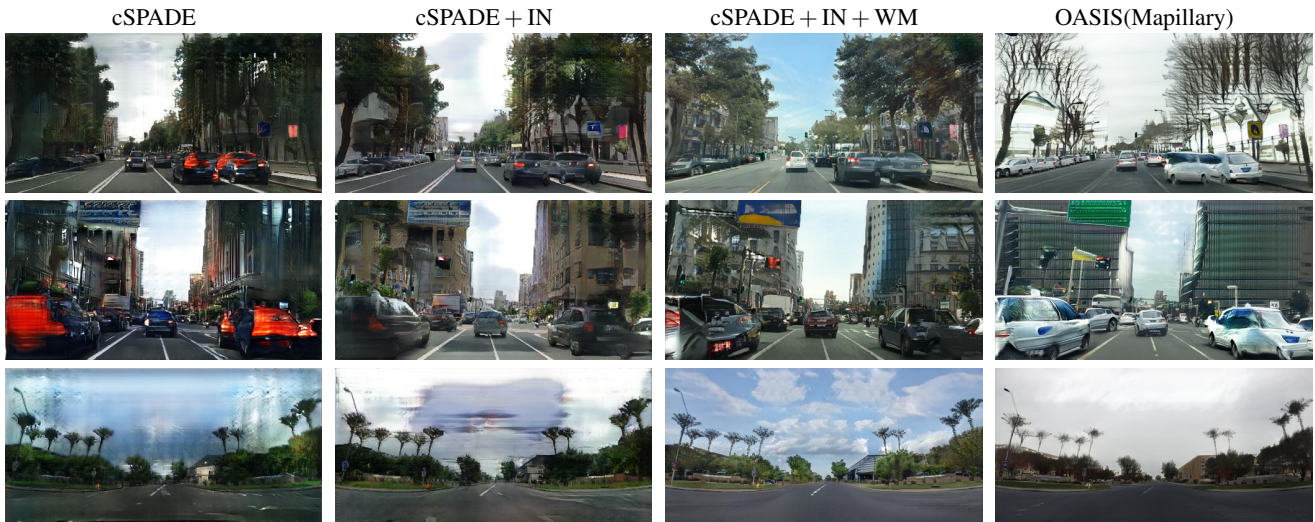 cSPADE
cSPADE + IN
cSPADE + IN + WM
OASIS(Mapillary)